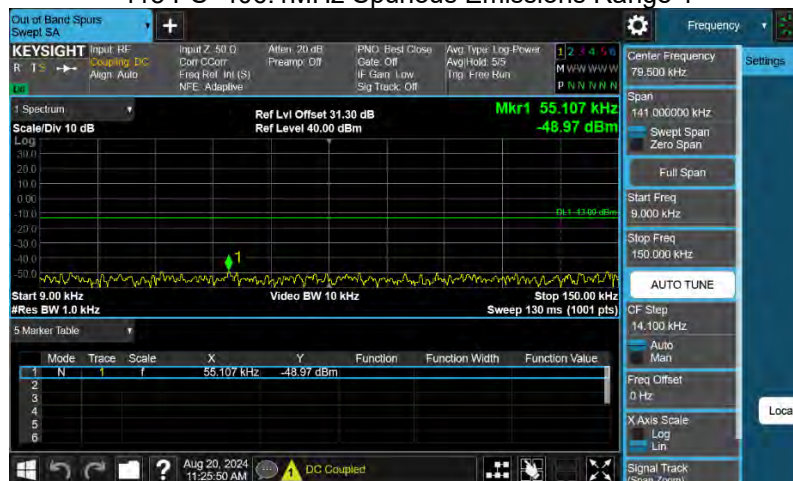 Out of Band Spurs
Swept SA
Frequency
KEYSIGHT
R T S
LXI
Input: RF
Coupling: DC
Align: Auto
Input Z: 50 Ω
Corr CCorr
Freq Ref: Int (S)
NFE: Adaptive
Atten: 20 dB
Preamp: Off
PNO: Best Close
Gate: Off
IF Gain: Low
Sig Track: Off
Avg Type: Log-Power
Avg|Hold: 5/5
Trig: Free Run
1 2 3 4 5 6
M W W W W W
P N N N N N
1 Spectrum
Scale/Div 10 dB
Ref Lvl Offset 31.30 dB
Ref Level 40.00 dBm
Mkr1 55.107 kHz
-48.97 dBm
Log
30.0
20.0
10.0
0.00
-10.0
-20.0
-30.0
-40.0
-50.0
DL1 -13.00 dBm
1
Start 9.00 kHz
#Res BW 1.0 kHz
Video BW 10 kHz
Stop 150.00 kHz
Sweep 130 ms (1001 pts)
5 Marker Table
Mode Trace Scale X Y Function Function Width Function Value
1 N 1 f 55.107 kHz -48.97 dBm
2
3
4
5
6
Center Frequency
79.500 kHz
Settings
Span
141.000000 kHz
Swept Span
Zero Span
Full Span
Start Freq
9.000 kHz
Stop Freq
150.000 kHz
AUTO TUNE
CF Step
14.100 kHz
Auto
Man
Freq Offset
0 Hz
Loca
X Axis Scale
Log
Lin
Signal Track
(Span Zoom)
?
Aug 20, 2024
11:25:50 AM
1
DC Coupled